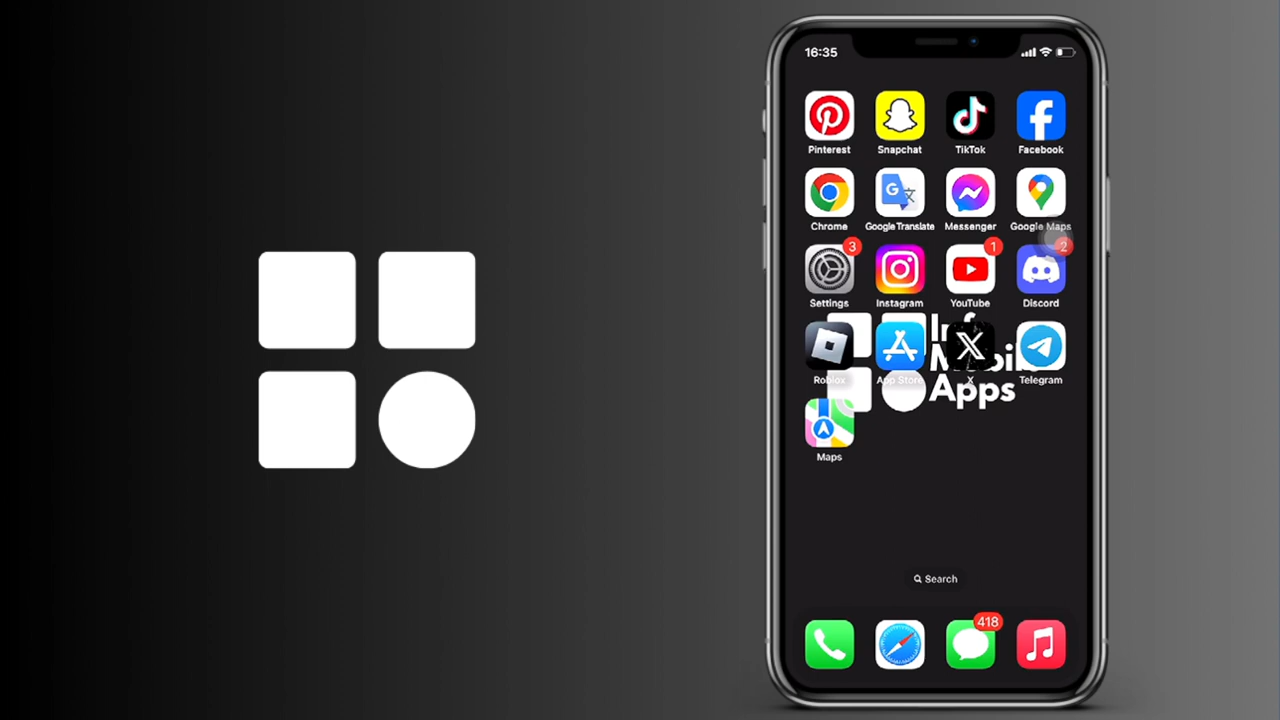 16:35
Pinterest Snapchat TikTok Facebook
Chrome Google Translate Messenger Google Maps
3 1 2
Settings Instagram YouTube Discord
Roblox App Store X Telegram
Apps
Maps
Search
418